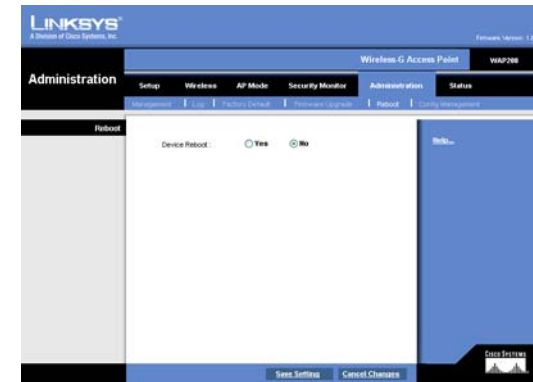 LINKSYS®
A Division of Cisco Systems, Inc.
Firmware Version: 1.
Wireless-G Access Point WAP200
Administration
Setup Wireless AP Mode Security Monitor Administration Status
Management | Log | Factory Default | Firmware Upgrade | Reboot | Config Management
Reboot
Device Reboot : Yes No
Help...
Save Setting Cancel Changes
CISCO SYSTEMS